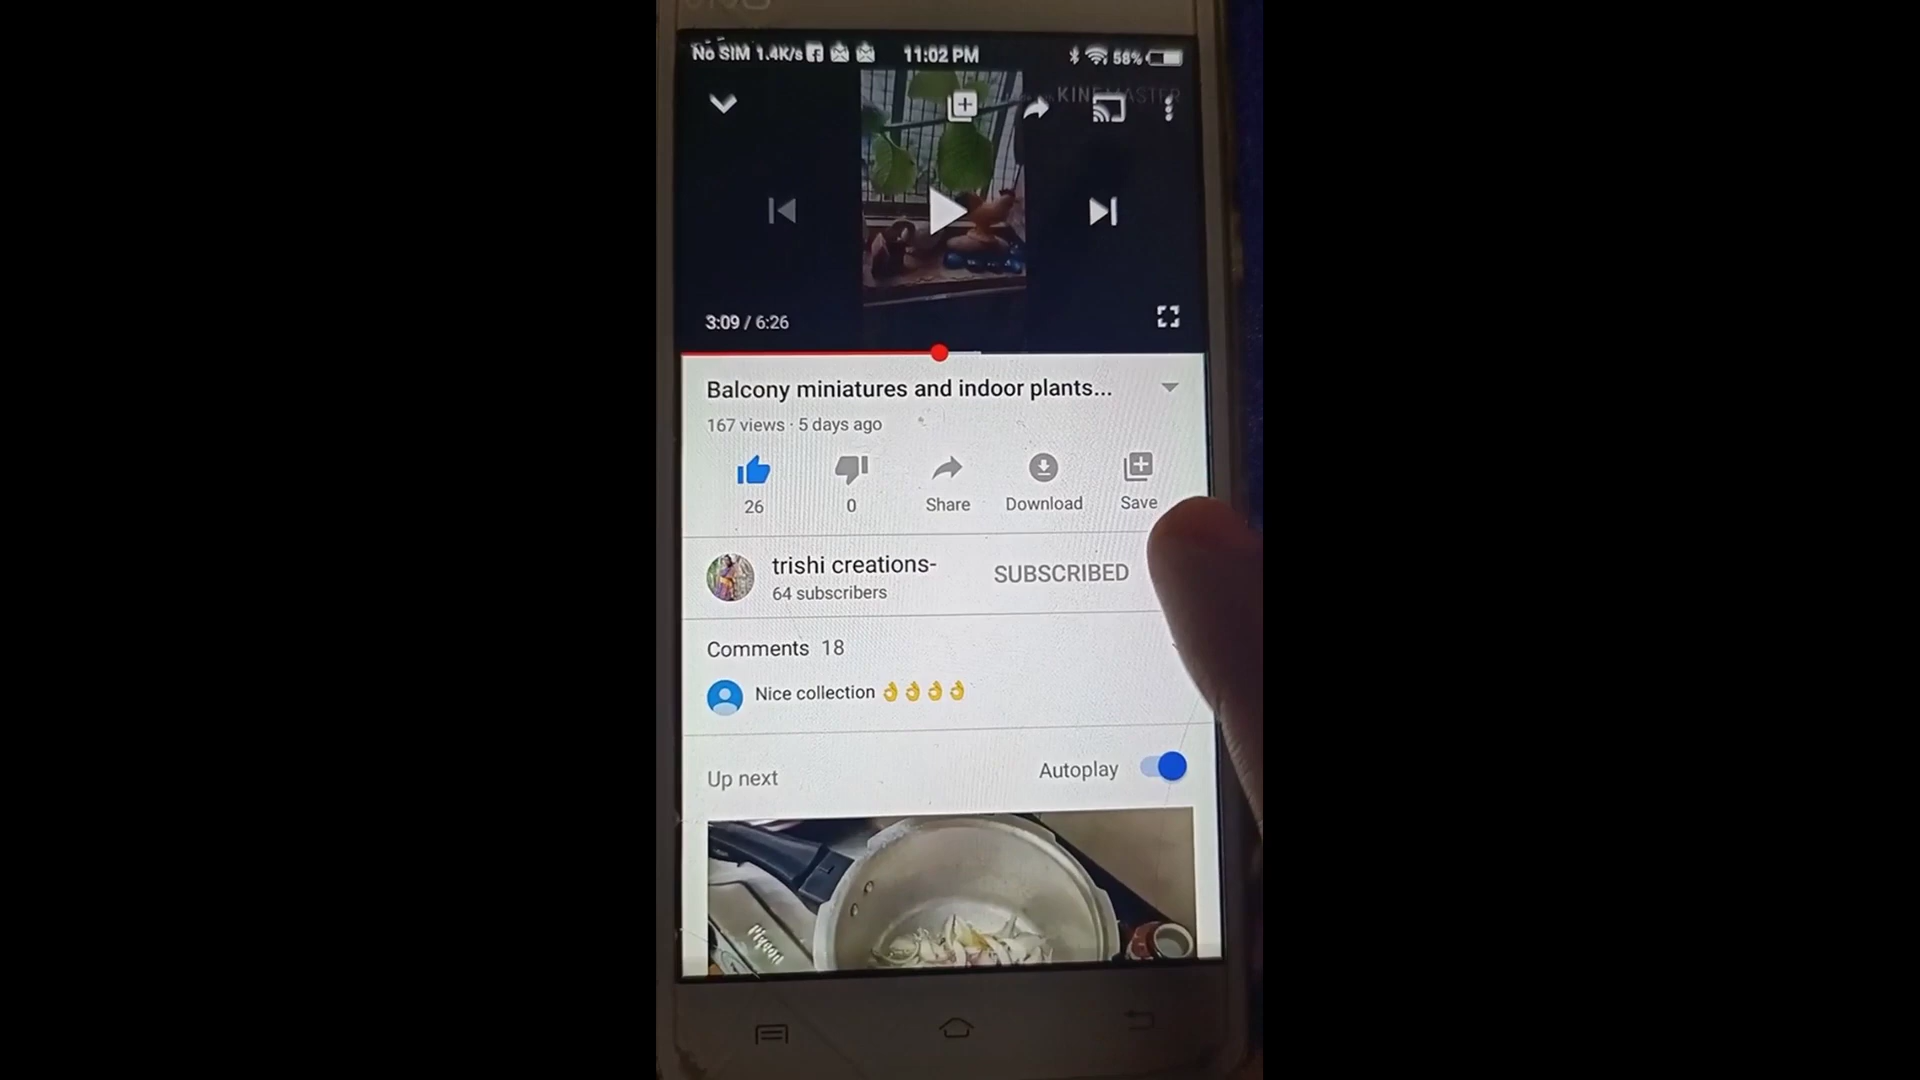 No SIM 1.4K/s 11:02 PM 58%
KINEMASTER
3:09 / 6:26
Balcony miniatures and indoor plants...
167 views · 5 days ago
26 0 Share Download Save
trishi creations-
SUBSCRIBED
64 subscribers
Comments 18
Nice collection 👌👌👌👌
Up next
Autoplay
Pigeon